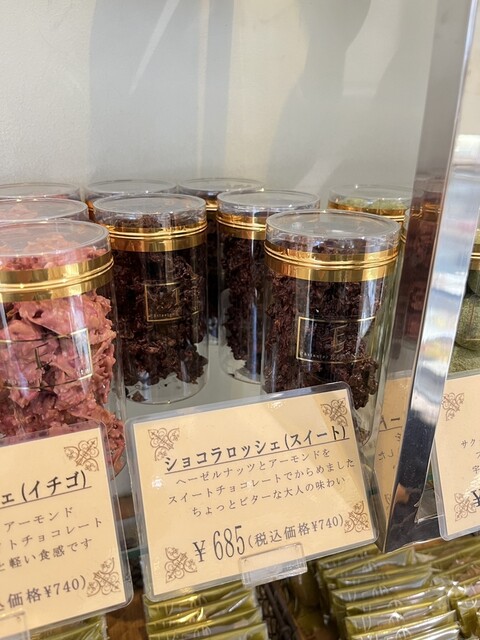 ショコラロッシェ(スイート)
ヘーゼルナッツとアーモンドを
スイートチョコレートでからめました
ちょっとビターな大人の味わい
￥685(税込価格￥740)
ェ(イチゴ)
アーモンド
トチョコレート
軽い食感です
込価格￥740)
サク